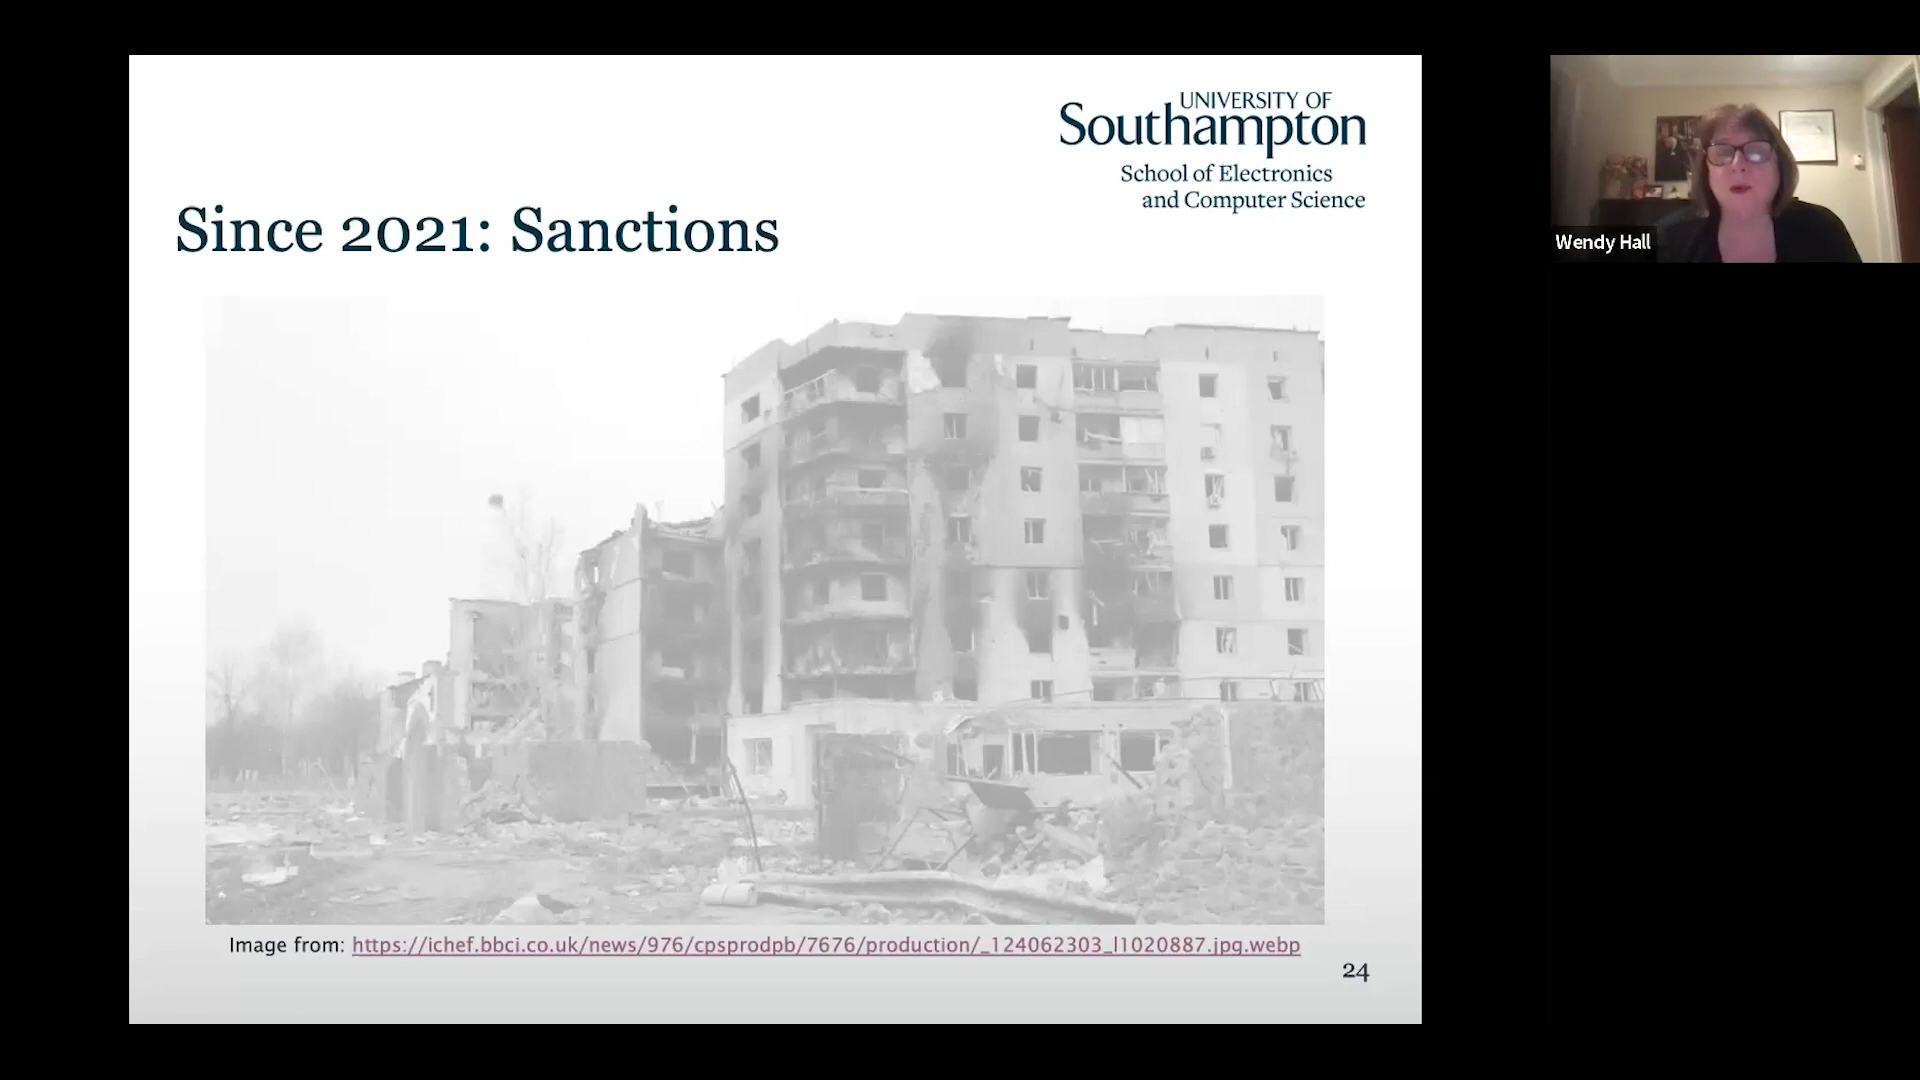 UNIVERSITY OF
Southampton
School of Electronics
and Computer Science
Since 2021: Sanctions
Image from: https://ichef.bbci.co.uk/news/976/cpsprodpb/7676/production/_124062303_l1020887.jpg.webp
24
Wendy Hall